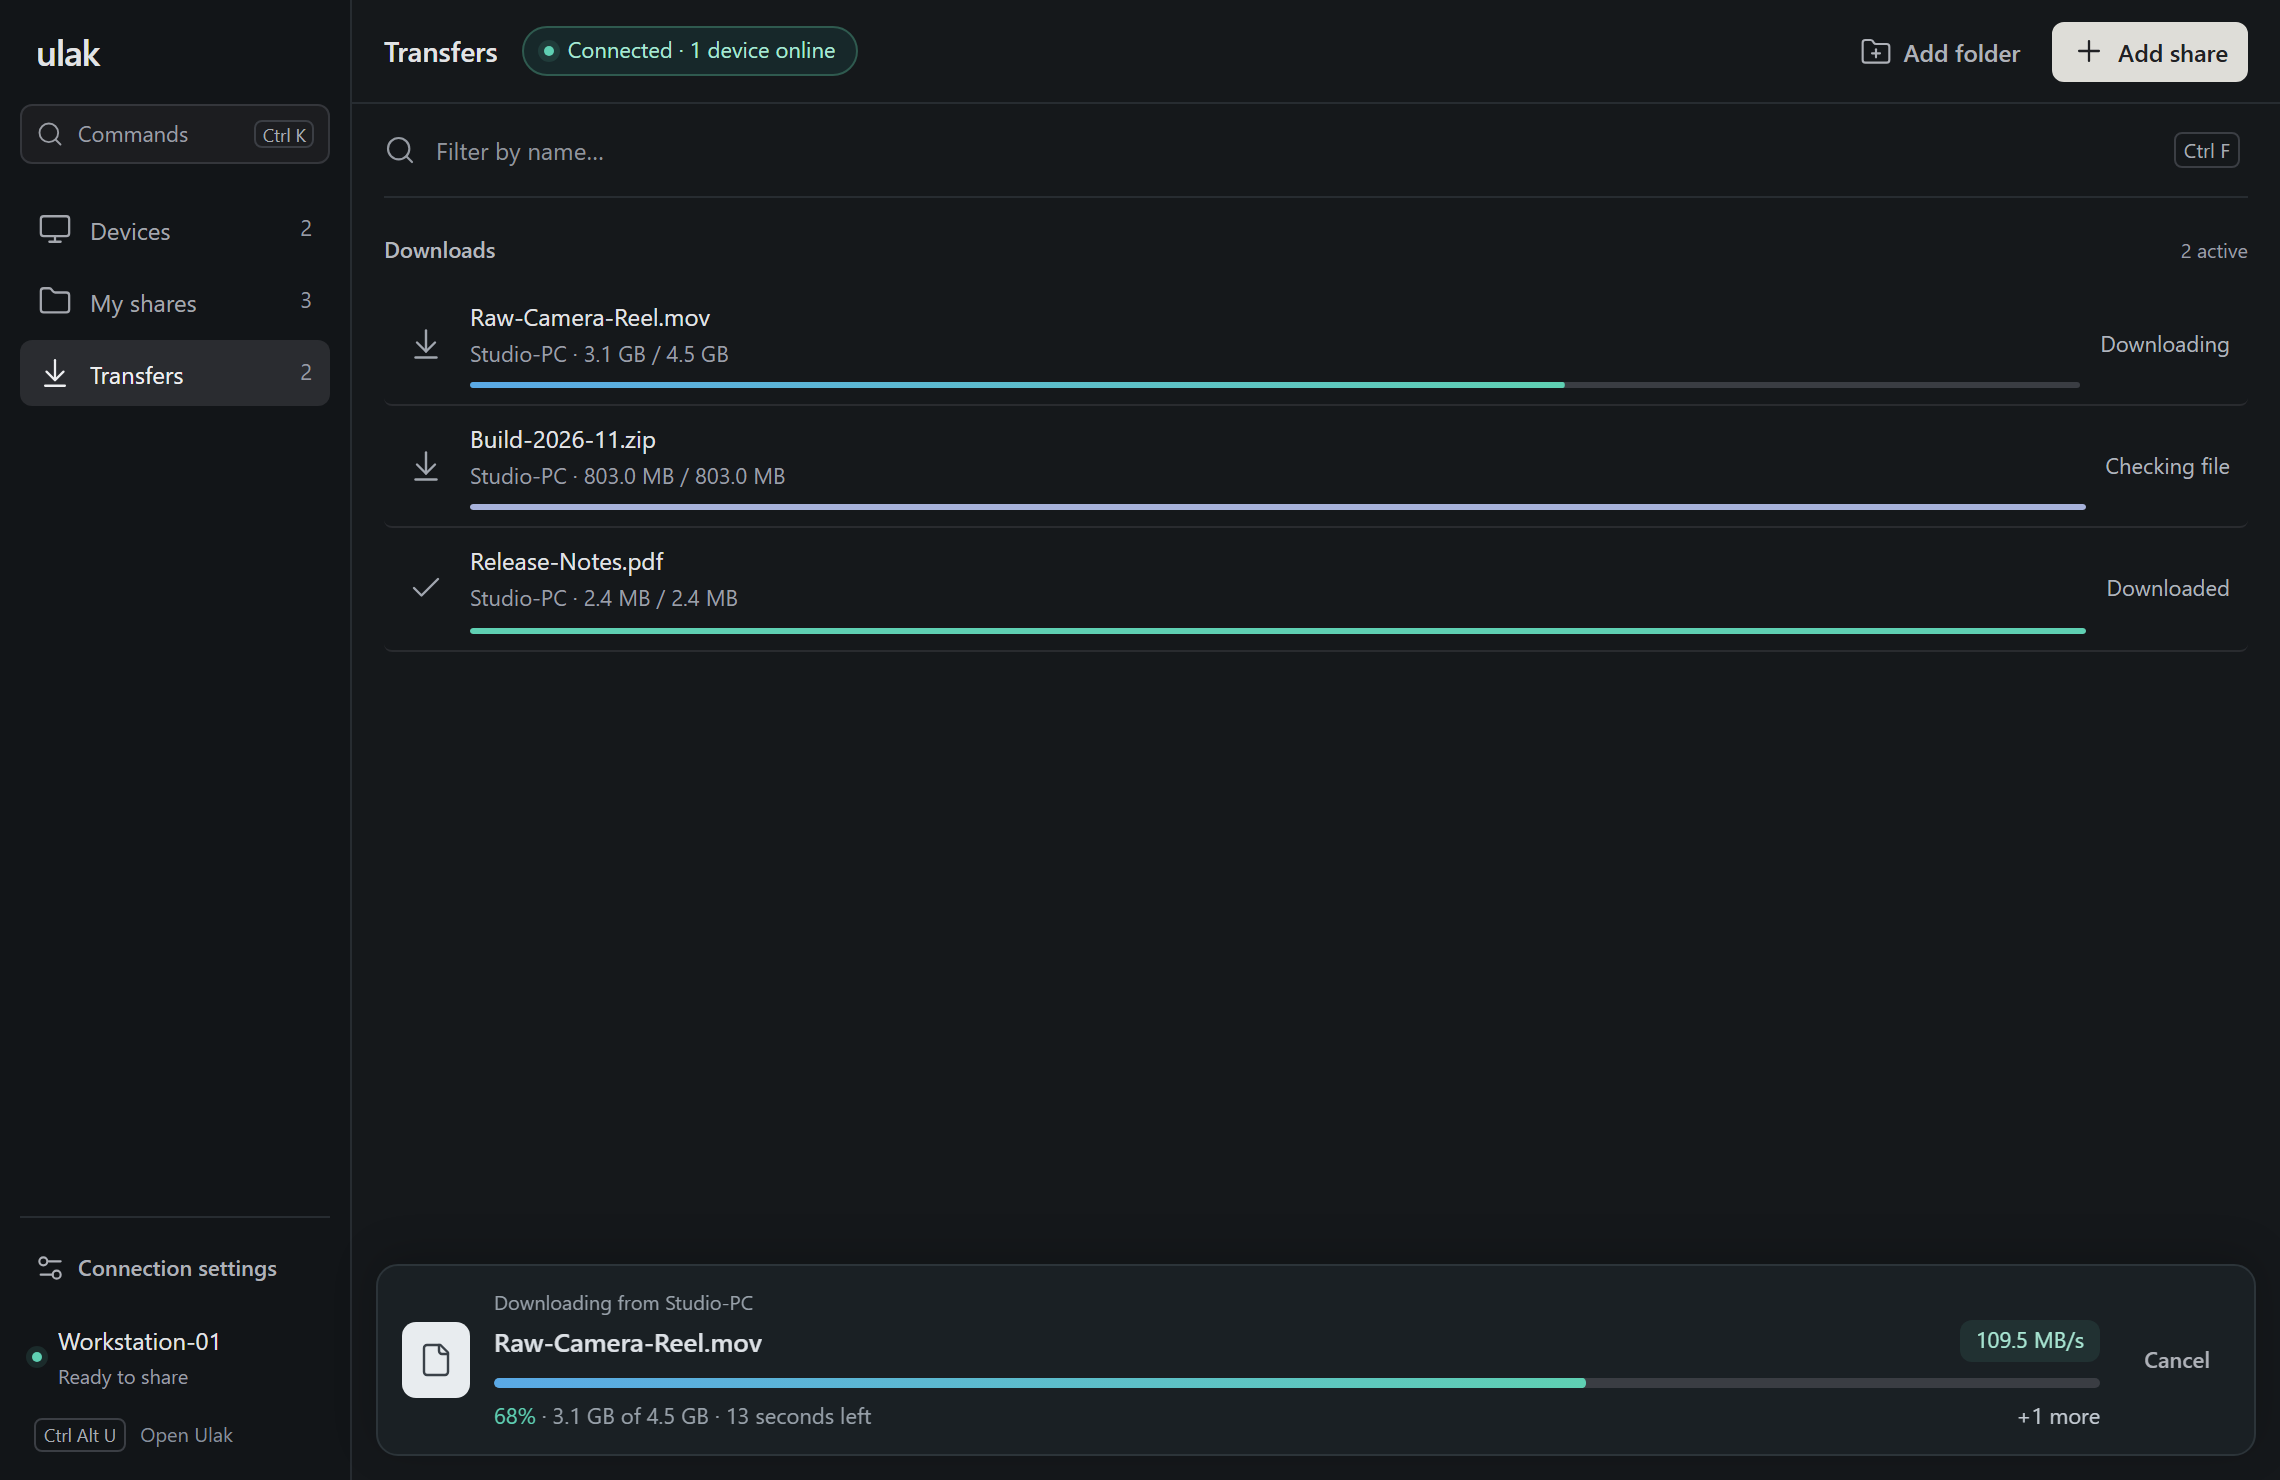 ulak
Commands Ctrl K
Devices 2
My shares 3
Transfers 2
Connection settings
Workstation-01
Ready to share
Ctrl Alt U Open Ulak
Transfers Connected · 1 device online Add folder Add share
Filter by name... Ctrl F
Downloads 2 active
Raw-Camera-Reel.mov
Studio-PC · 3.1 GB / 4.5 GB
Downloading
Build-2026-11.zip
Studio-PC · 803.0 MB / 803.0 MB
Checking file
Release-Notes.pdf
Studio-PC · 2.4 MB / 2.4 MB
Downloaded
Downloading from Studio-PC
Raw-Camera-Reel.mov
109.5 MB/s
Cancel
68% · 3.1 GB of 4.5 GB · 13 seconds left
+1 more